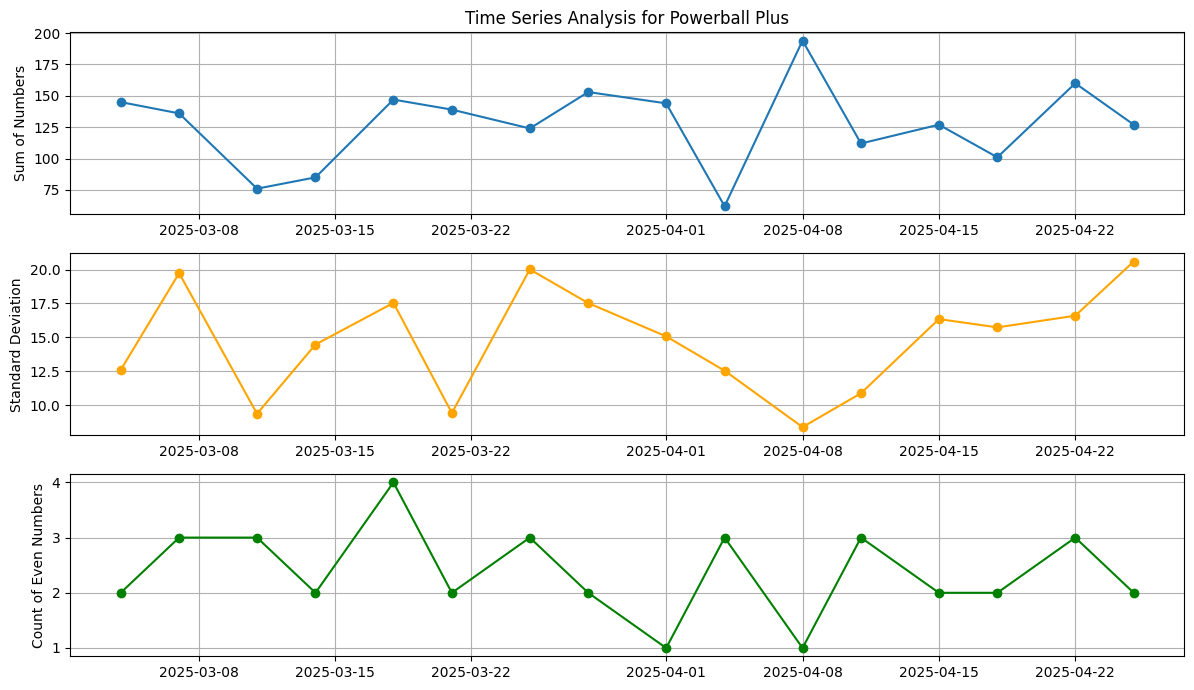 Time Series Analysis for Powerball Plus
Sum of Numbers
200
175
150
125
100
75
2025-03-08 2025-03-15 2025-03-22 2025-04-01 2025-04-08 2025-04-15 2025-04-22
Standard Deviation
20.0
17.5
15.0
12.5
10.0
2025-03-08 2025-03-15 2025-03-22 2025-04-01 2025-04-08 2025-04-15 2025-04-22
Count of Even Numbers
4
3
2
1
2025-03-08 2025-03-15 2025-03-22 2025-04-01 2025-04-08 2025-04-15 2025-04-22